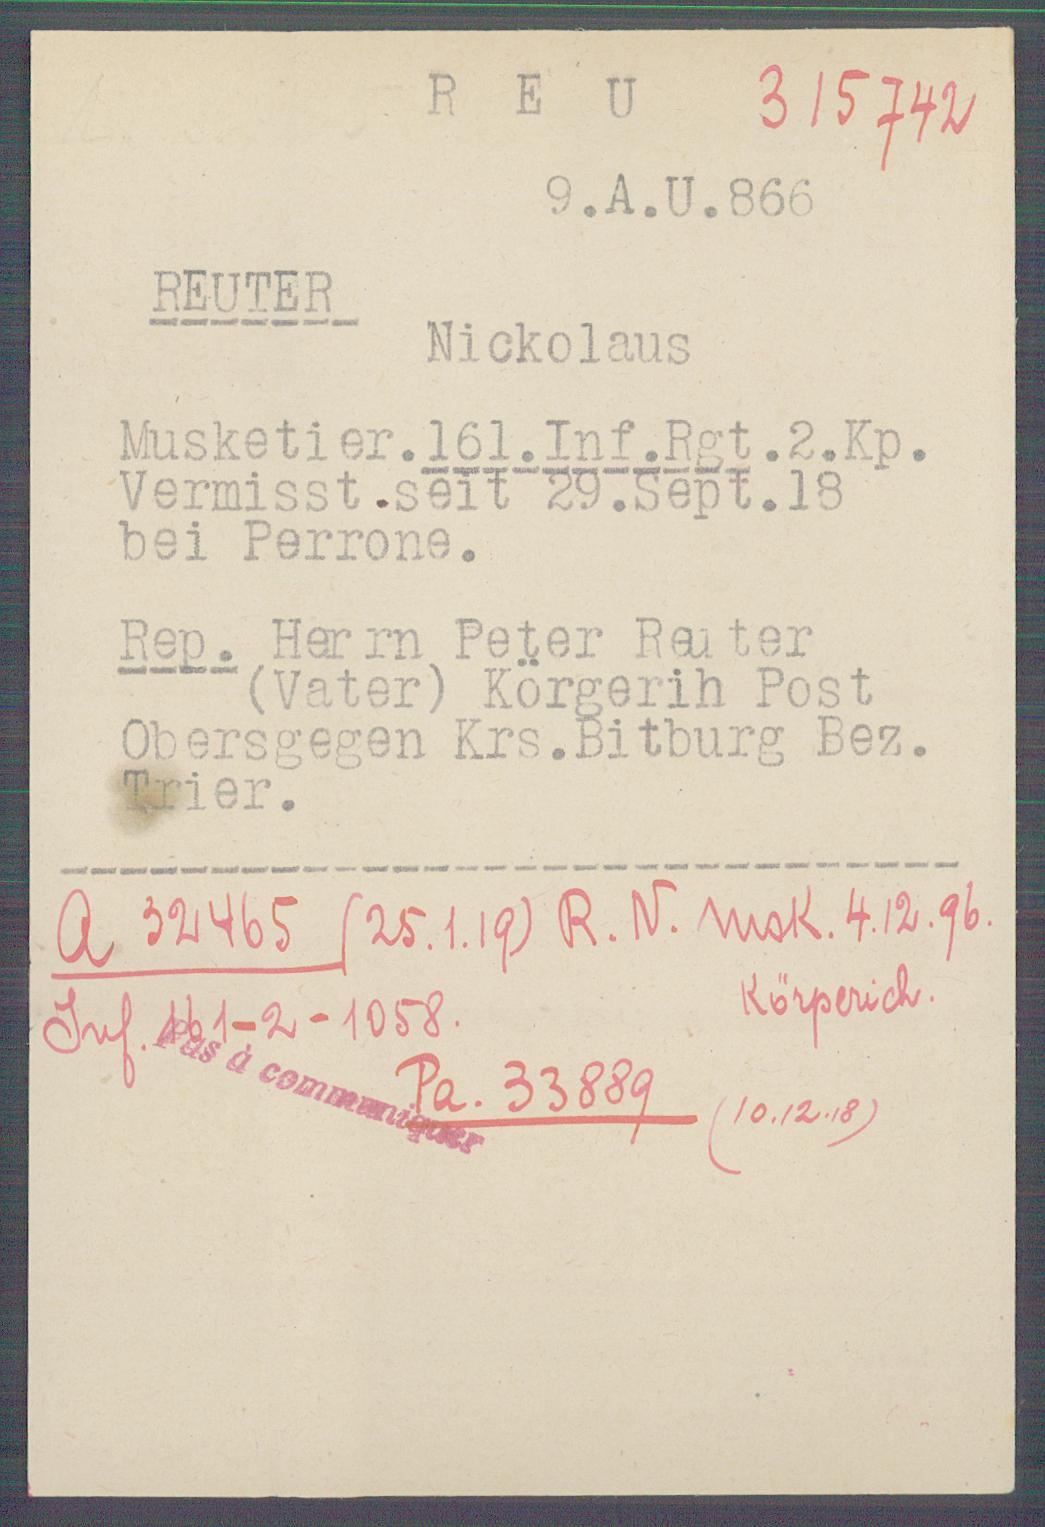 R E U 315742
9.A.U.866
REUTER
Nickolaus
Musketier.161.Inf.Rgt.2.Kp.
Vermisst.seit 29.Sept.18
bei Perrone.
Rep. Herrn Peter Reuter
(Vater) Körgerih Post
Obersgegen Krs.Bitburg Bez.
Trier.
A 32465 (25.1.19) R. N. Msk. 4.12.96.
Körperich.
Inf. 161-2-1058.
Pas à communiquer
Pa. 33889 (10.12.18)